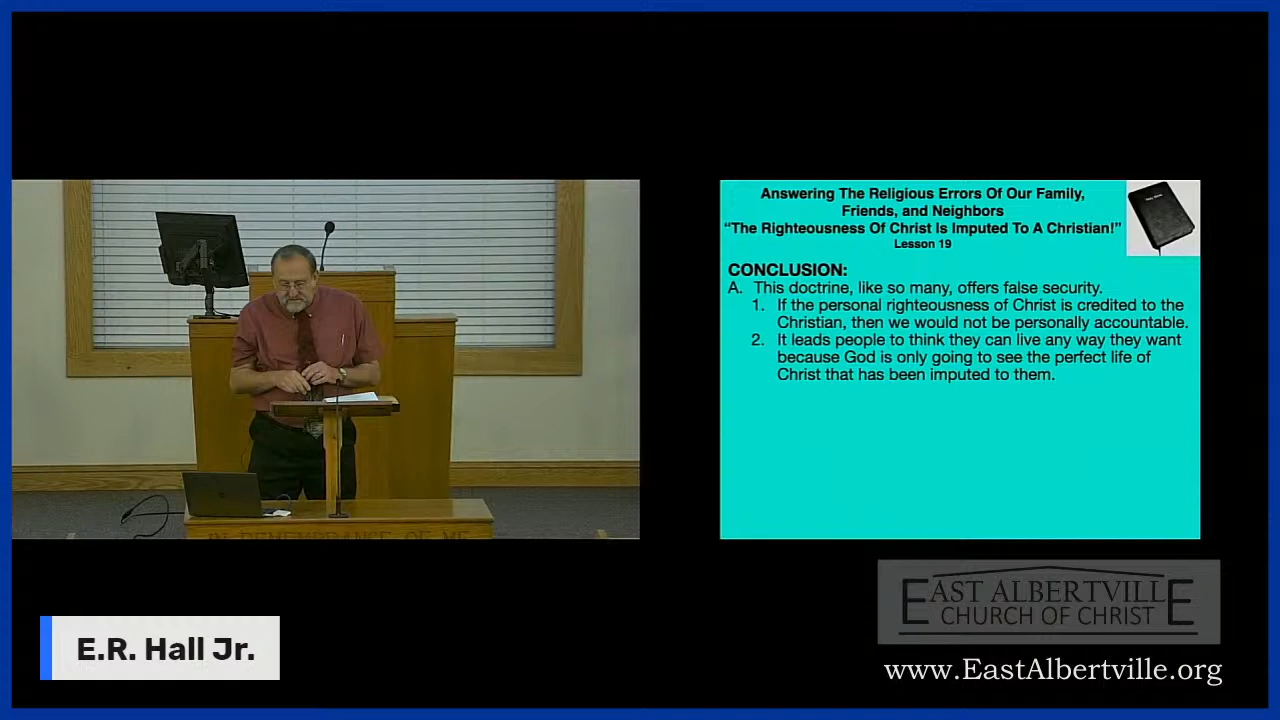 Answering The Religious Errors Of Our Family,
Friends, and Neighbors
“The Righteousness Of Christ Is Imputed To A Christian!”
Lesson 19
CONCLUSION:
A. This doctrine, like so many, offers false security.
1. If the personal righteousness of Christ is credited to the
Christian, then we would not be personally accountable.
2. It leads people to think they can live any way they want
because God is only going to see the perfect life of
Christ that has been imputed to them.
IN REMEMBRANCE OF ME
EAST ALBERTVILLE
CHURCH OF CHRIST
E.R. Hall Jr.
www.EastAlbertville.org